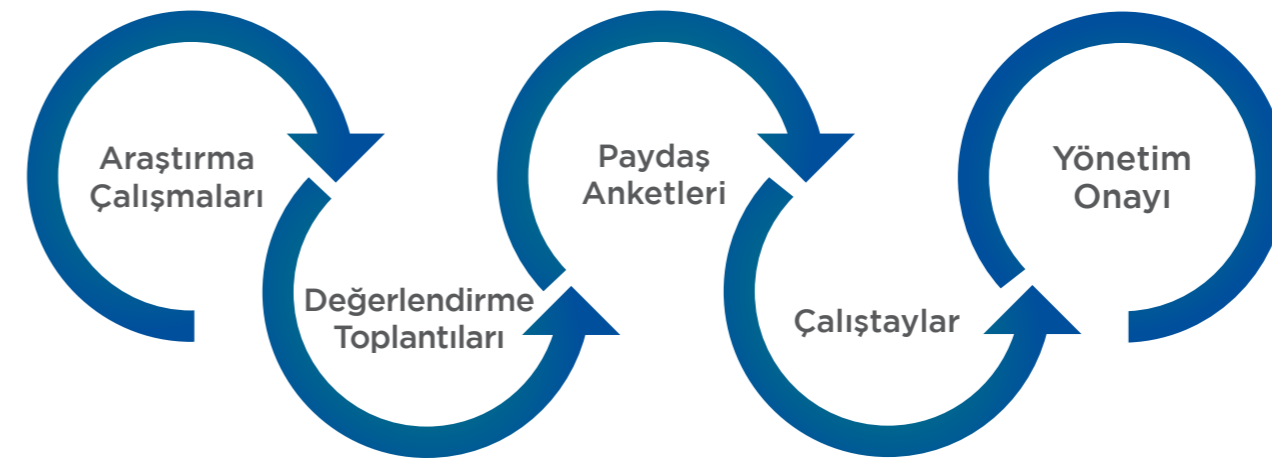 Araştırma
Çalışmaları
Değerlendirme
Toplantıları
Paydaş
Anketleri
Çalıştaylar
Yönetim
Onayı